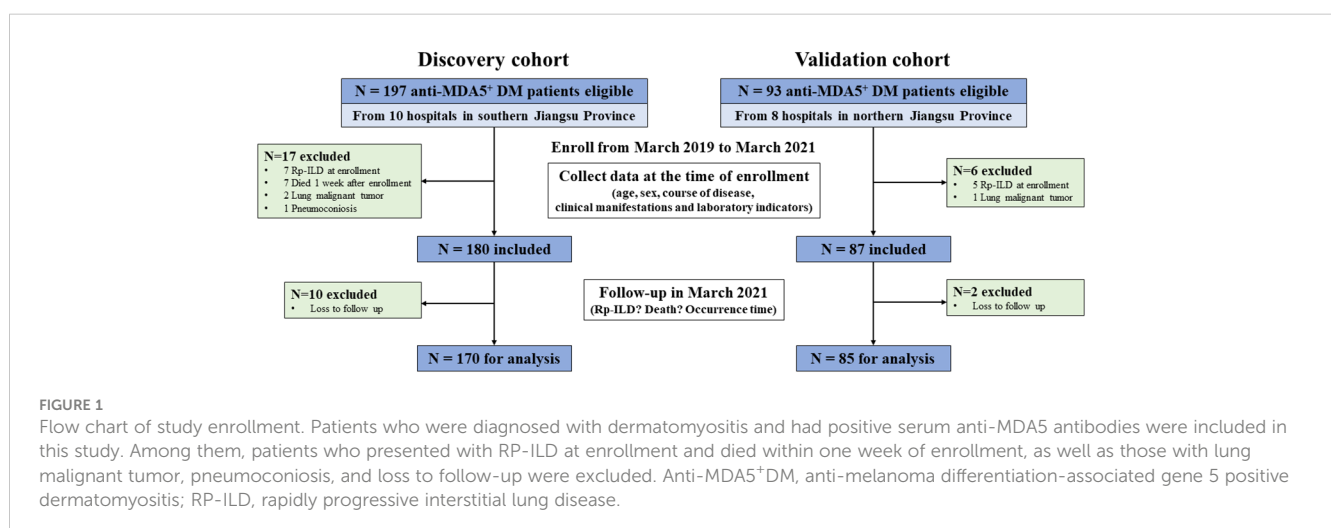 Discovery cohort
N = 197 anti-MDA5⁺ DM patients eligible
From 10 hospitals in southern Jiangsu Province
N=17 excluded
• 7 Rp-ILD at enrollment
• 7 Died 1 week after enrollment
• 2 Lung malignant tumor
• 1 Pneumoconiosis
N = 180 included
N=10 excluded
• Loss to follow up
N = 170 for analysis
Enroll from March 2019 to March 2021
Collect data at the time of enrollment
(age, sex, course of disease,
clinical manifestations and laboratory indicators)
Follow-up in March 2021
(Rp-ILD? Death? Occurrence time)
Validation cohort
N = 93 anti-MDA5⁺ DM patients eligible
From 8 hospitals in northern Jiangsu Province
N=6 excluded
• 5 Rp-ILD at enrollment
• 1 Lung malignant tumor
N = 87 included
N=2 excluded
• Loss to follow up
N = 85 for analysis
FIGURE 1
Flow chart of study enrollment. Patients who were diagnosed with dermatomyositis and had positive serum anti-MDA5 antibodies were included in
this study. Among them, patients who presented with RP-ILD at enrollment and died within one week of enrollment, as well as those with lung
malignant tumor, pneumoconiosis, and loss to follow-up were excluded. Anti-MDA5⁺DM, anti-melanoma differentiation-associated gene 5 positive
dermatomyositis; RP-ILD, rapidly progressive interstitial lung disease.